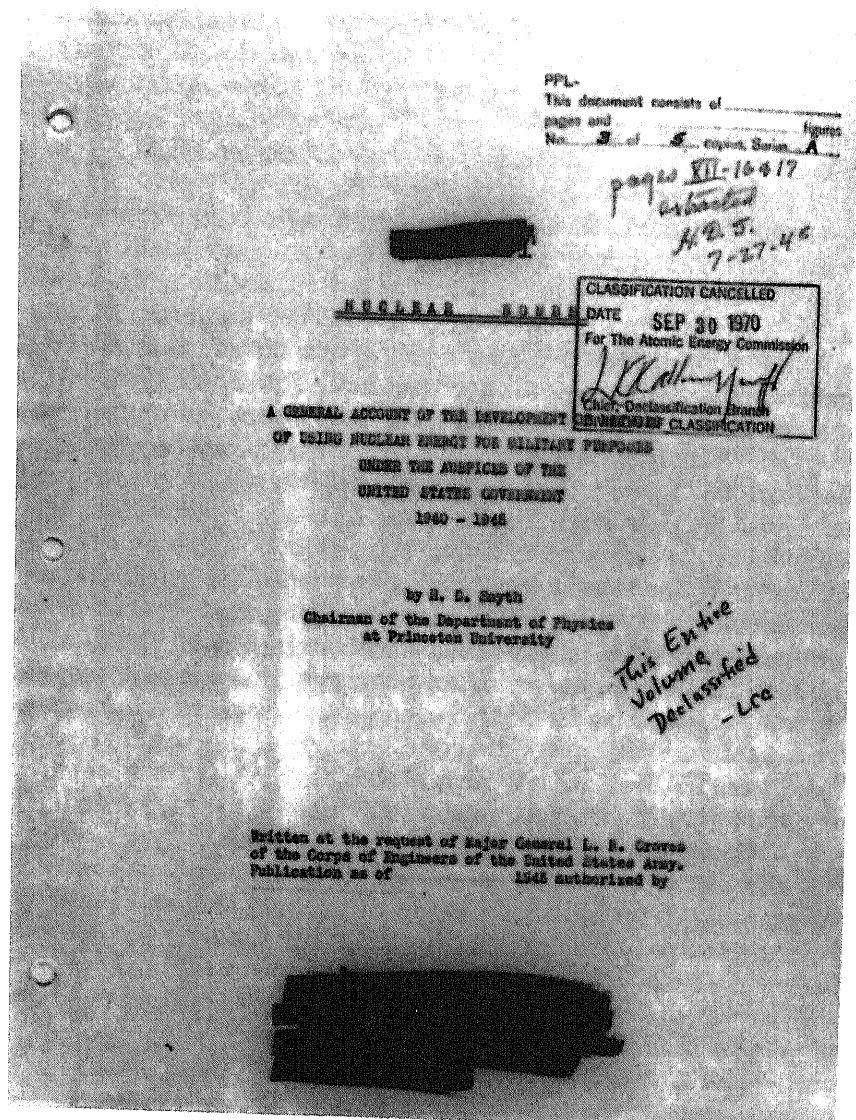 PPL-
This document consists of
pages and figures
No. 3 of 5 copies, Series A
pages XII-16&17
extracted
H.D.S.
7-27-45
NUCLEAR BOMBS
CLASSIFICATION CANCELLED
DATE SEP 30 1970
For The Atomic Energy Commission
Chief, Declassification Branch
CLASSIFICATION
A GENERAL ACCOUNT OF THE DEVELOPMENT
OF USING NUCLEAR ENERGY FOR MILITARY PURPOSES
UNDER THE AUSPICES OF THE
UNITED STATES GOVERNMENT
1940 - 1945
by H. D. Smyth
Chairman of the Department of Physics
at Princeton University
This Entire
Volume
Declassified
Written at the request of Major General L. R. Groves
of the Corps of Engineers of the United States Army.
Publication as of 1945 authorized by